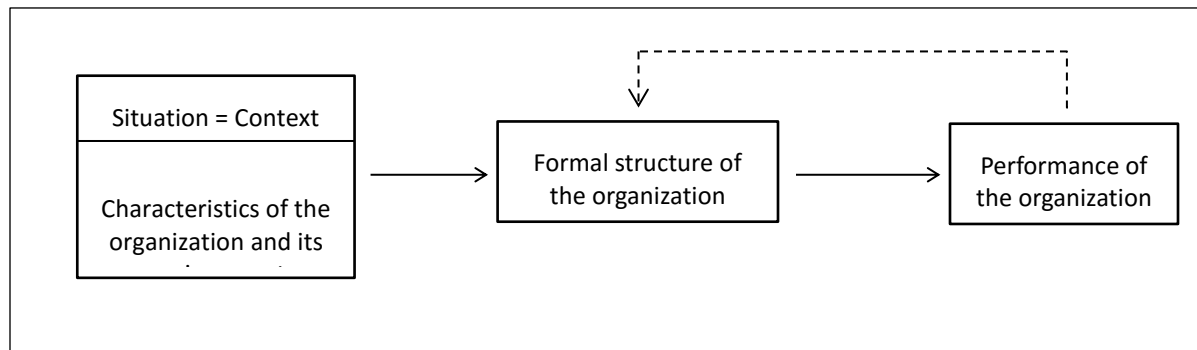 Situation = Context
Characteristics of the
organization and its
Formal structure of
the organization
Performance of
the organization